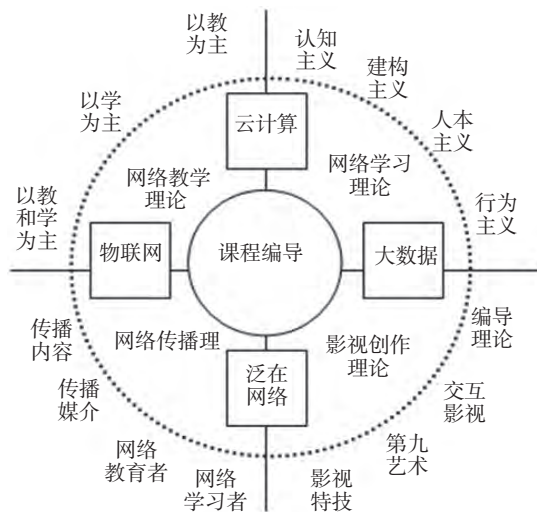 以教
为主
认知
主义
建构
主义
以学
为主
人本
主义
云计算
网络教学
理论
网络学习
理论
以教
和学
为主
行为
主义
物联网
课程编导
大数据
传播
内容
网络传播理
影视创作
理论
编导
理论
泛在
网络
传播
媒介
交互
影视
网络
教育者
第九
艺术
网络
学习者
影视
特技